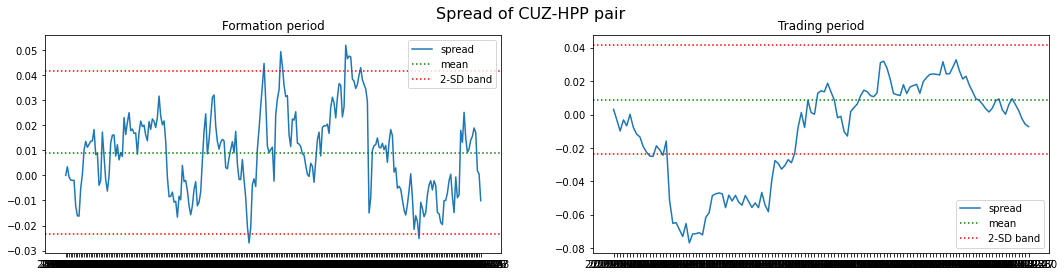 Spread of CUZ-HPP pair
Formation period
0.05
0.04
0.03
0.02
0.01
0.00
−0.01
−0.02
−0.03
spread
mean
2-SD band
Trading period
0.04
0.02
0.00
−0.02
−0.04
−0.06
−0.08
spread
mean
2-SD band